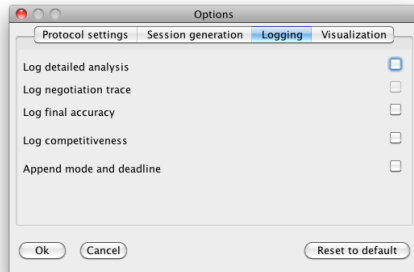 Options
Protocol settings Session generation Logging Visualization
Log detailed analysis
Log negotiation trace
Log final accuracy
Log competitiveness
Append mode and deadline
Ok Cancel Reset to default